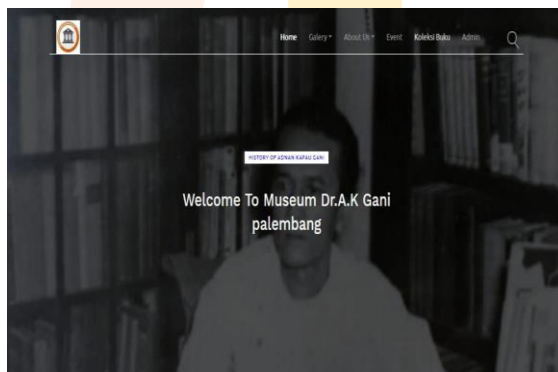 Home Galery About Us Event Koleksi Buku Admin
HISTORY OF ADNAN KAPAU GANI
Welcome To Museum Dr.A.K Gani
palembang